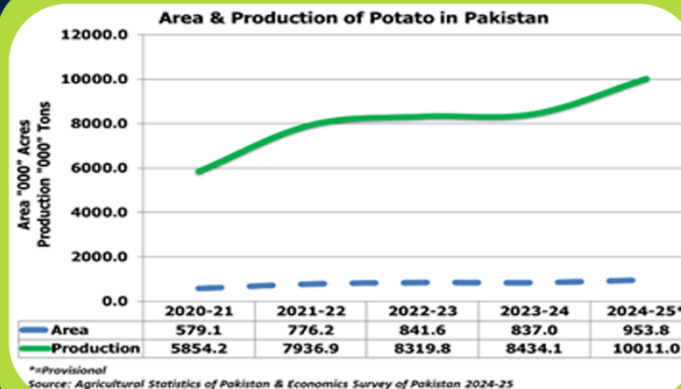 Area & Production of Potato in Pakistan
Area "000" Acres
Production "000" Tons
12000.0
10000.0
8000.0
6000.0
4000.0
2000.0
0.0
2020-21 2021-22 2022-23 2023-24 2024-25*
Area 579.1 776.2 841.6 837.0 953.8
Production 5854.2 7936.9 8319.8 8434.1 10011.0
*=Provisional
Source: Agricultural Statistics of Pakistan & Economics Survey of Pakistan 2024-25